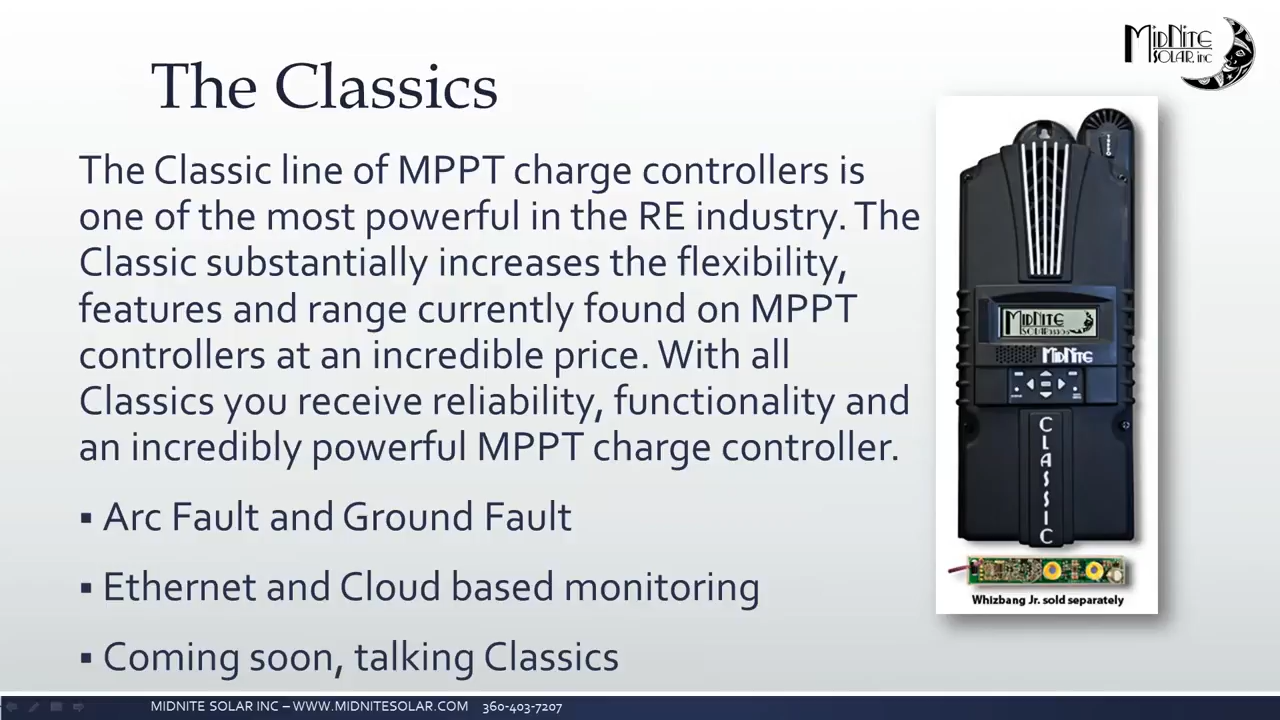 MIDNITE
SOLAR, INC
The Classics
The Classic line of MPPT charge controllers is
one of the most powerful in the RE industry. The
Classic substantially increases the flexibility,
features and range currently found on MPPT
controllers at an incredible price. With all
Classics you receive reliability, functionality and
an incredibly powerful MPPT charge controller.
▪ Arc Fault and Ground Fault
▪ Ethernet and Cloud based monitoring
▪ Coming soon, talking Classics
MIDNITE
SOLAR
MIDNITE
CLASSIC
Whizbang Jr. sold separately
MIDNITE SOLAR INC – WWW.MIDNITESOLAR.COM 360-403-7207